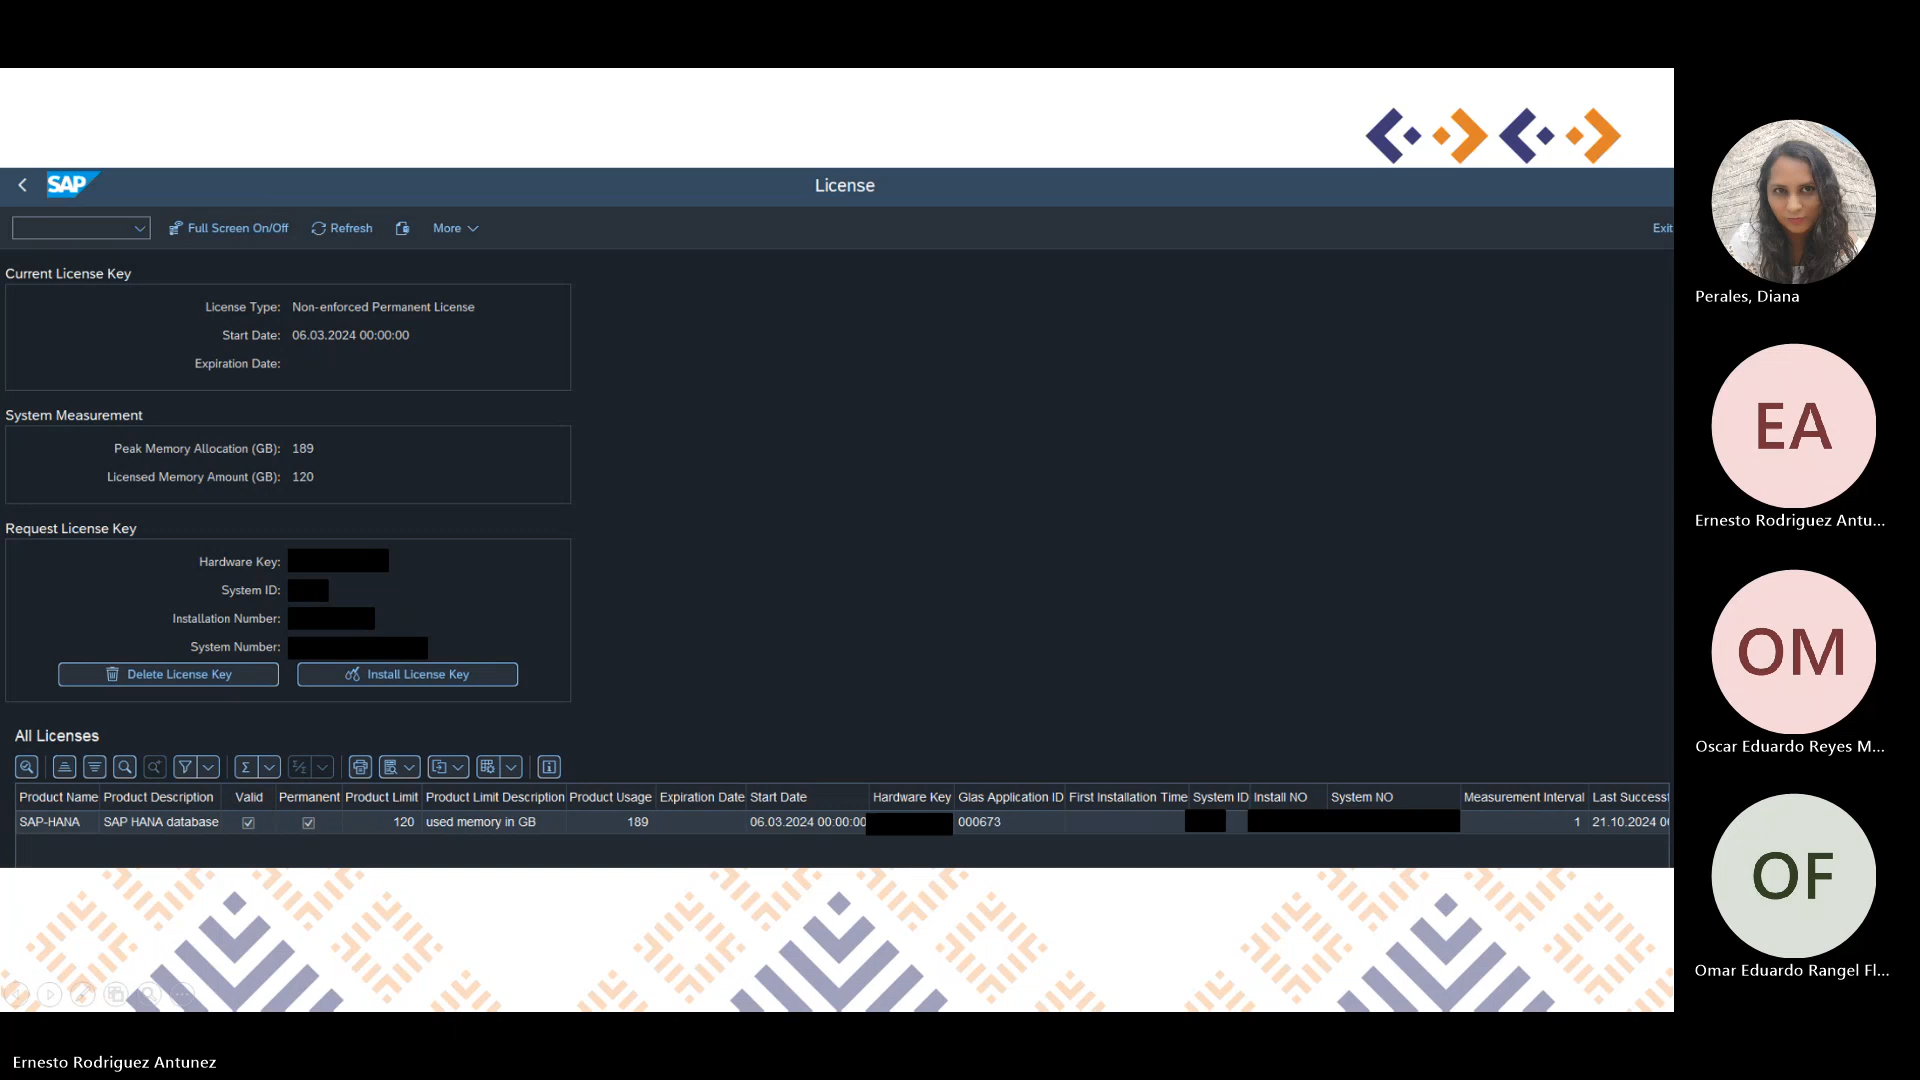 SAP
License
Full Screen On/Off Refresh More Exit
Current License Key
License Type: Non-enforced Permanent License
Start Date: 06.03.2024 00:00:00
Expiration Date:
System Measurement
Peak Memory Allocation (GB): 189
Licensed Memory Amount (GB): 120
Request License Key
Hardware Key:
System ID:
Installation Number:
System Number:
Delete License Key Install License Key
All Licenses
Product Name Product Description Valid Permanent Product Limit Product Limit Description Product Usage Expiration Date Start Date Hardware Key Glas Application ID First Installation Time System ID Install NO System NO Measurement Interval Last Success
SAP-HANA SAP HANA database 120 used memory in GB 189 06.03.2024 00:00:00 000673 1 21.10.2024
Perales, Diana
EA
Ernesto Rodriguez Antu...
OM
Oscar Eduardo Reyes M...
OF
Omar Eduardo Rangel Fl...
Ernesto Rodriguez Antunez